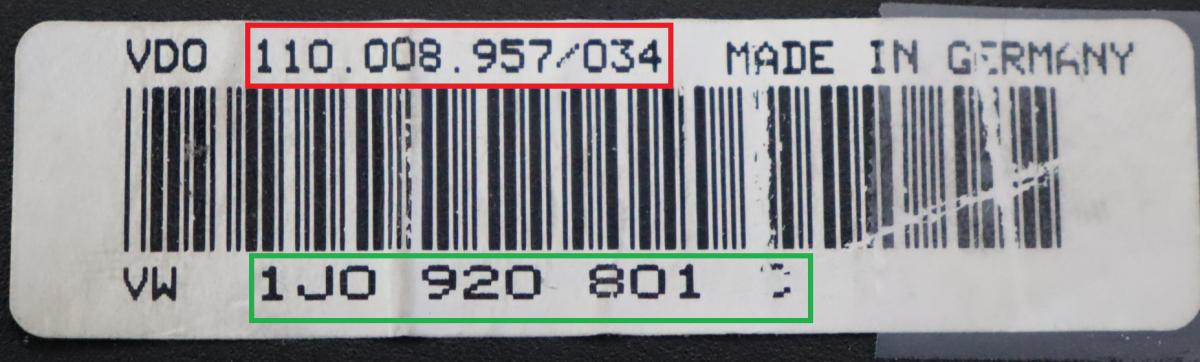 VDO 110.008.957/034 MADE IN GERMANY
VW 1J0 920 801